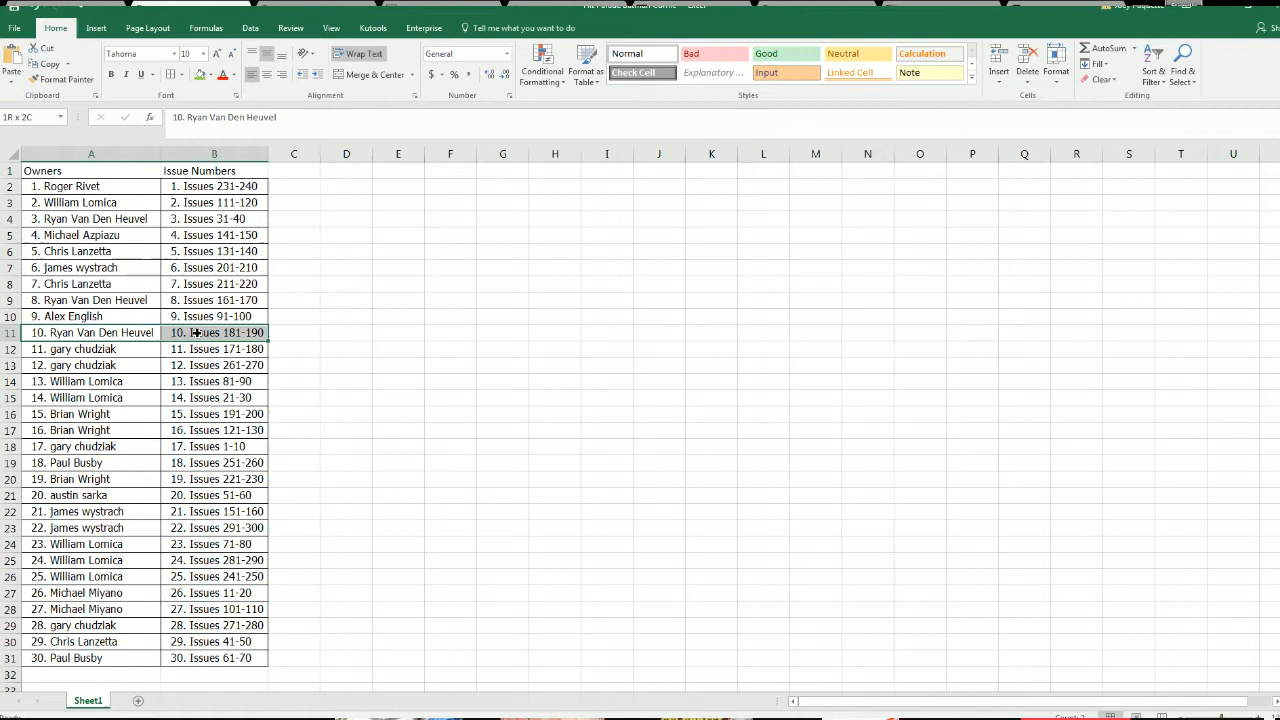 File Home Insert Page Layout Formulas Data Review View Kutools Enterprise Tell me what you want to do
Paste Cut Copy Format Painter Clipboard
Tahoma 10 B I U Font
Wrap Text Merge & Center Alignment
General $ % , Number
Conditional Formatting Format as Table
Normal Bad Good Neutral Calculation
Check Cell Explanatory ... Input Linked Cell Note
Styles
Insert Delete Format Cells
AutoSum Fill Clear Sort & Filter Find & Select Editing
1R x 2C fx 10. Ryan Van Den Heuvel
A B C D E F G H I J K L M N O P Q R S T U
1 Owners Issue Numbers
2 1. Roger Rivet 1. Issues 231-240
3 2. William Lomica 2. Issues 111-120
4 3. Ryan Van Den Heuvel 3. Issues 31-40
5 4. Michael Azpiazu 4. Issues 141-150
6 5. Chris Lanzetta 5. Issues 131-140
7 6. james wystrach 6. Issues 201-210
8 7. Chris Lanzetta 7. Issues 211-220
9 8. Ryan Van Den Heuvel 8. Issues 161-170
10 9. Alex English 9. Issues 91-100
11 10. Ryan Van Den Heuvel 10. Issues 181-190
12 11. gary chudziak 11. Issues 171-180
13 12. gary chudziak 12. Issues 261-270
14 13. William Lomica 13. Issues 81-90
15 14. William Lomica 14. Issues 21-30
16 15. Brian Wright 15. Issues 191-200
17 16. Brian Wright 16. Issues 121-130
18 17. gary chudziak 17. Issues 1-10
19 18. Paul Busby 18. Issues 251-260
20 19. Brian Wright 19. Issues 221-230
21 20. austin sarka 20. Issues 51-60
22 21. james wystrach 21. Issues 151-160
23 22. james wystrach 22. Issues 291-300
24 23. William Lomica 23. Issues 71-80
25 24. William Lomica 24. Issues 281-290
26 25. William Lomica 25. Issues 241-250
27 26. Michael Miyano 26. Issues 11-20
28 27. Michael Miyano 27. Issues 101-110
29 28. gary chudziak 28. Issues 271-280
30 29. Chris Lanzetta 29. Issues 41-50
31 30. Paul Busby 30. Issues 61-70
32
Sheet1